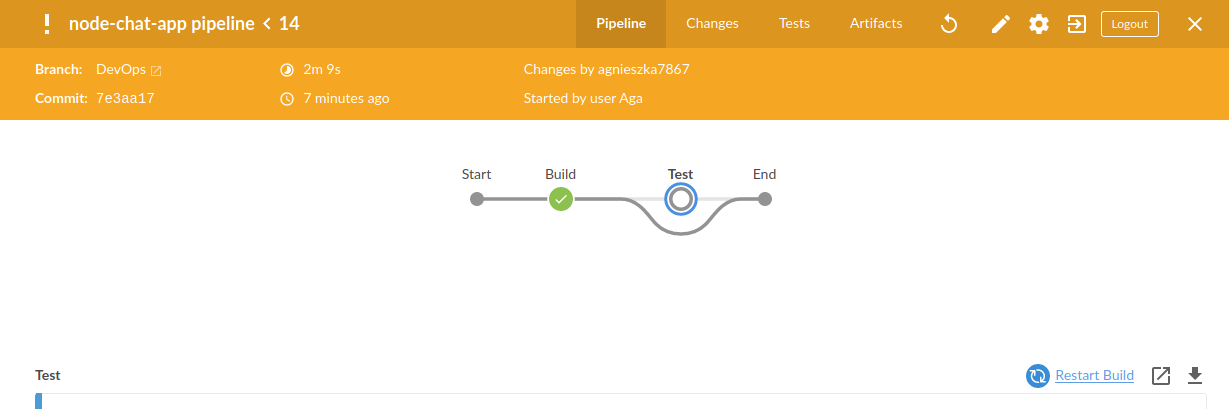 node-chat-app pipeline < 14 Pipeline Changes Tests Artifacts Logout
Branch: DevOps 2m 9s Changes by agnieszka7867
Commit: 7e3aa17 7 minutes ago Started by user Aga
Start Build Test End
Test Restart Build